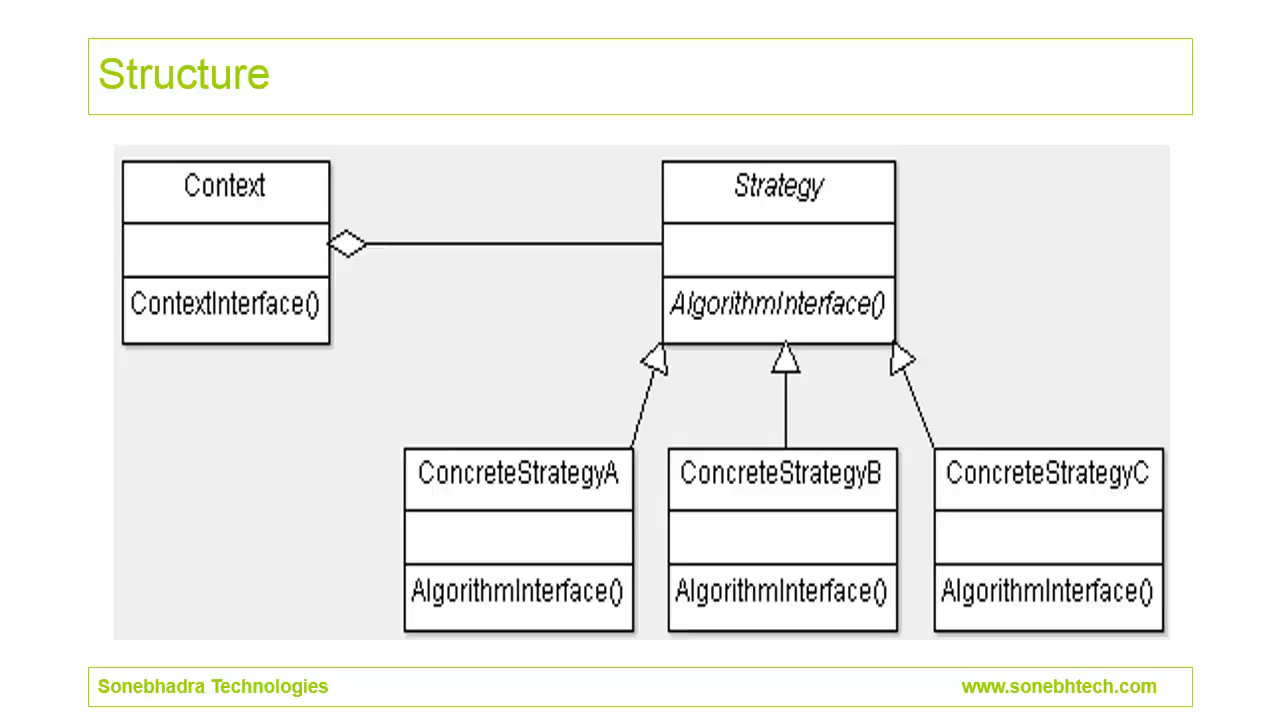 Structure
Context
Strategy
ContextInterface()
AlgorithmInterface()
ConcreteStrategyA
ConcreteStrategyB
ConcreteStrategyC
AlgorithmInterface()
AlgorithmInterface()
AlgorithmInterface()
Sonebhadra Technologies
www.sonebhtech.com